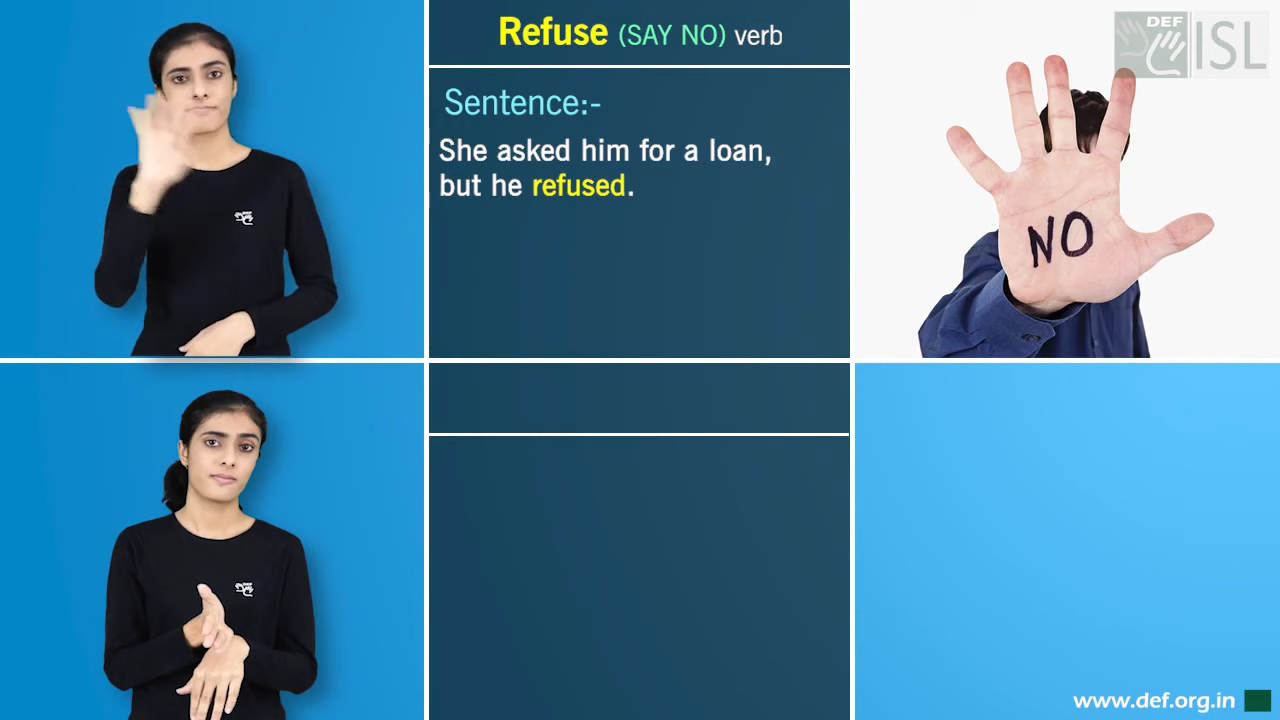 Refuse (SAY NO) verb
Sentence:-
She asked him for a loan,
but he refused.
NO
DEF
ISL
www.def.org.in